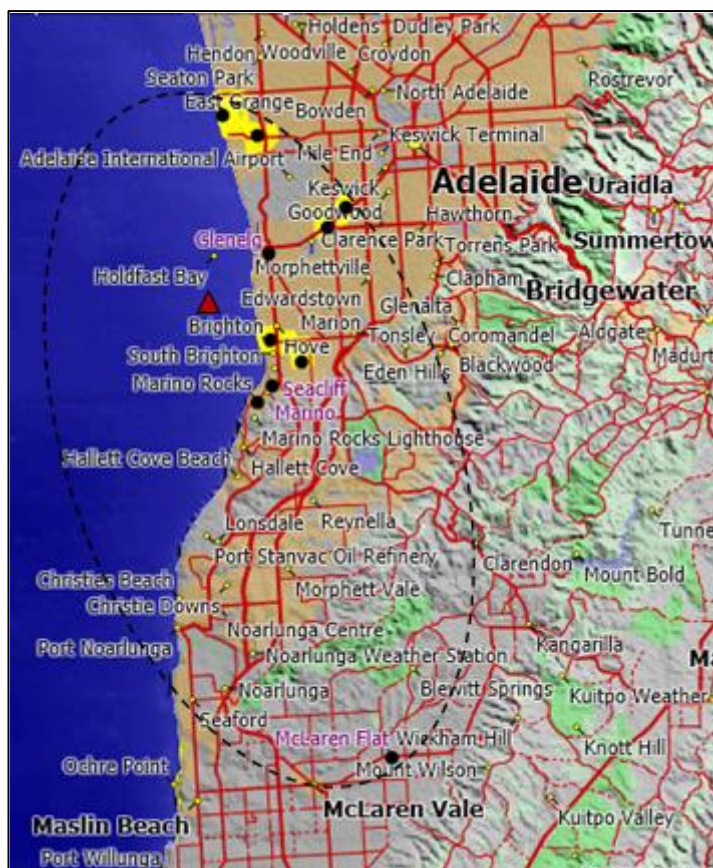 Holdens Dudley Park
Hendon Woodville
Croydon
Seaton Park
Rostrevor
East Grange
North Adelaide
Bowden
Keswick Terminal
Adelaide International Airport
Mile End
Keswick
Adelaide
Uraidla
Goodwood
Hawthorn
Glenelg
Clarence Park
Torrens Park
Summertow
Morphettville
Holdfast Bay
Clapham
Bridgewater
Edwardstown
Glenalta
Brighton
Marion
Tonsley
Coromandel
Aldgate
South Brighton
Hove
Blackwood
Madurt
Eden Hills
Marino Rocks
Seacliff
Marino
Marino Rocks Lighthouse
Hallett Cove Beach
Hallett Cove
Reynella
Lonsdale
Tunne
Port Stanvac Oil Refinery
Clarendon
Mount Bold
Christies Beach
Morphett Vale
Christie Downs
Noarlunga Centre
Port Noarlunga
Kangarilla
Noarlunga Weather Station
Ma
Noarlunga
Blewitt Springs
Kuitpo Weather
Seaford
McLaren Flat
Wickham Hill
Knott Hill
Ochre Point
Mount Wilson
McLaren Vale
Kuitpo Valley
Maslin Beach
Port Willunga